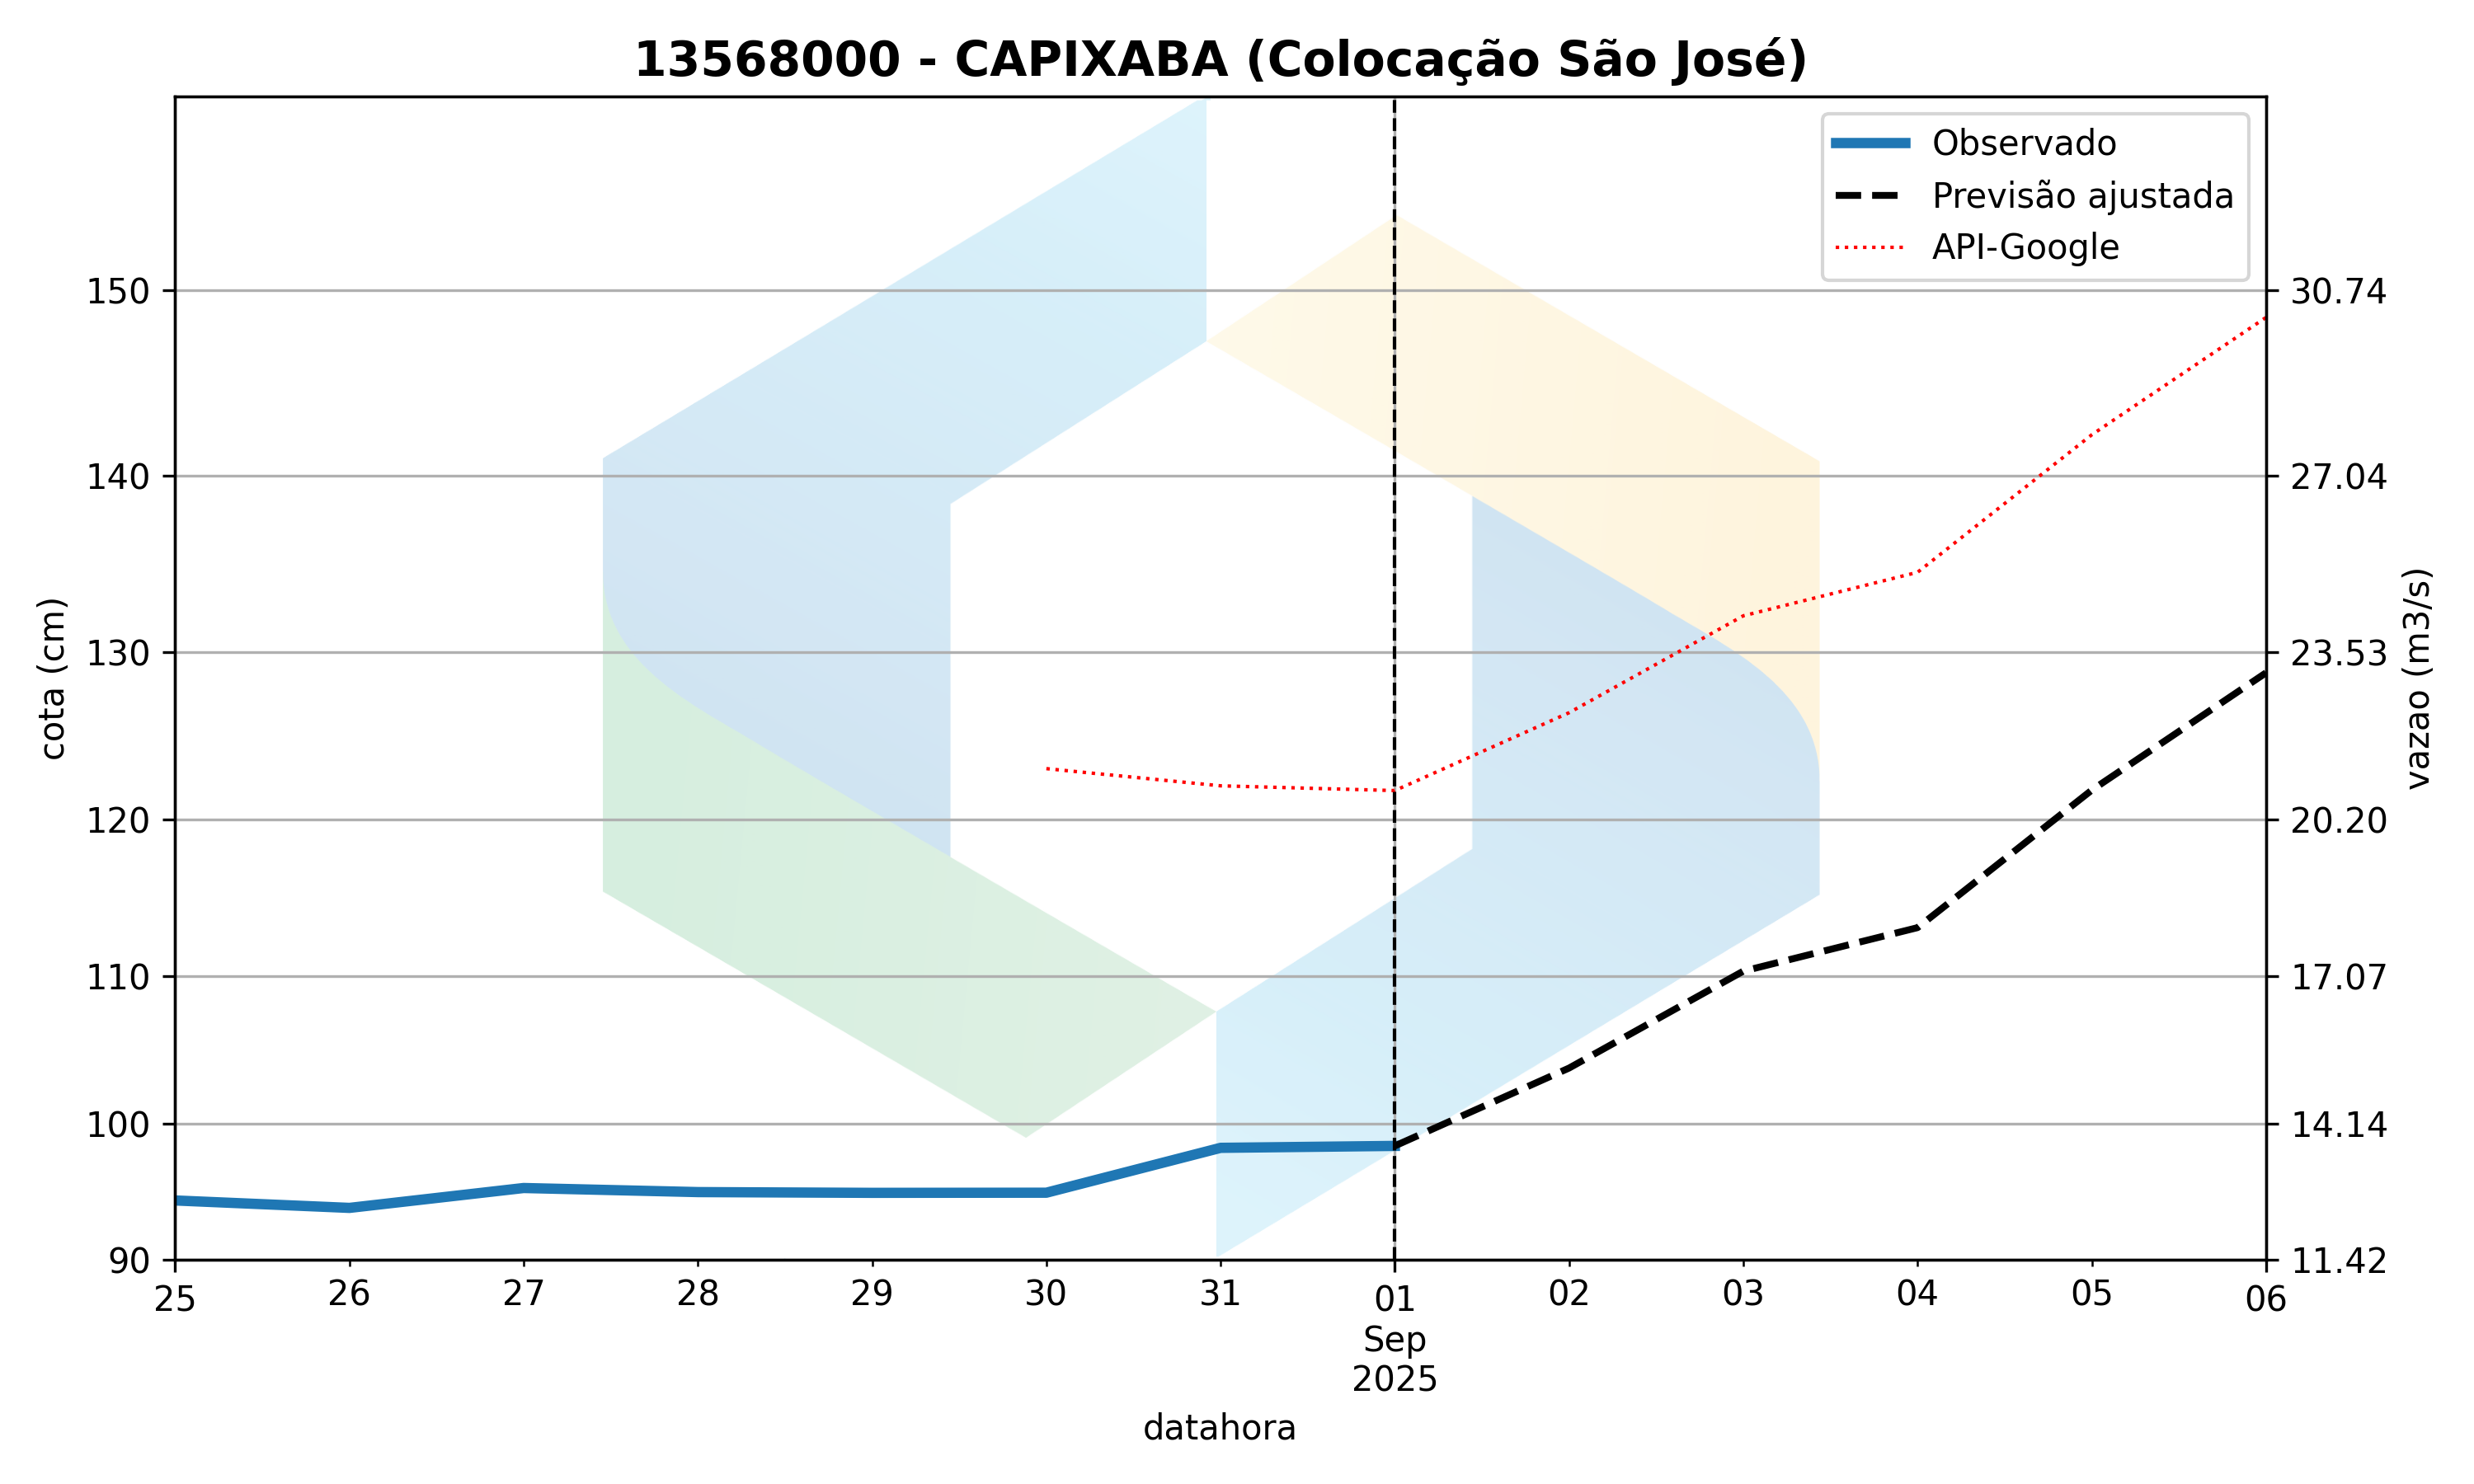 13568000 - CAPIXABA (Colocação São José)
Observado
Previsão ajustada
API-Google
cota (cm)
150
140
130
120
110
100
90
30.74
27.04
23.53
20.20
17.07
14.14
11.42
vazao (m3/s)
25 26 27 28 29 30 31 01 02 03 04 05 06
Sep
2025
datahora